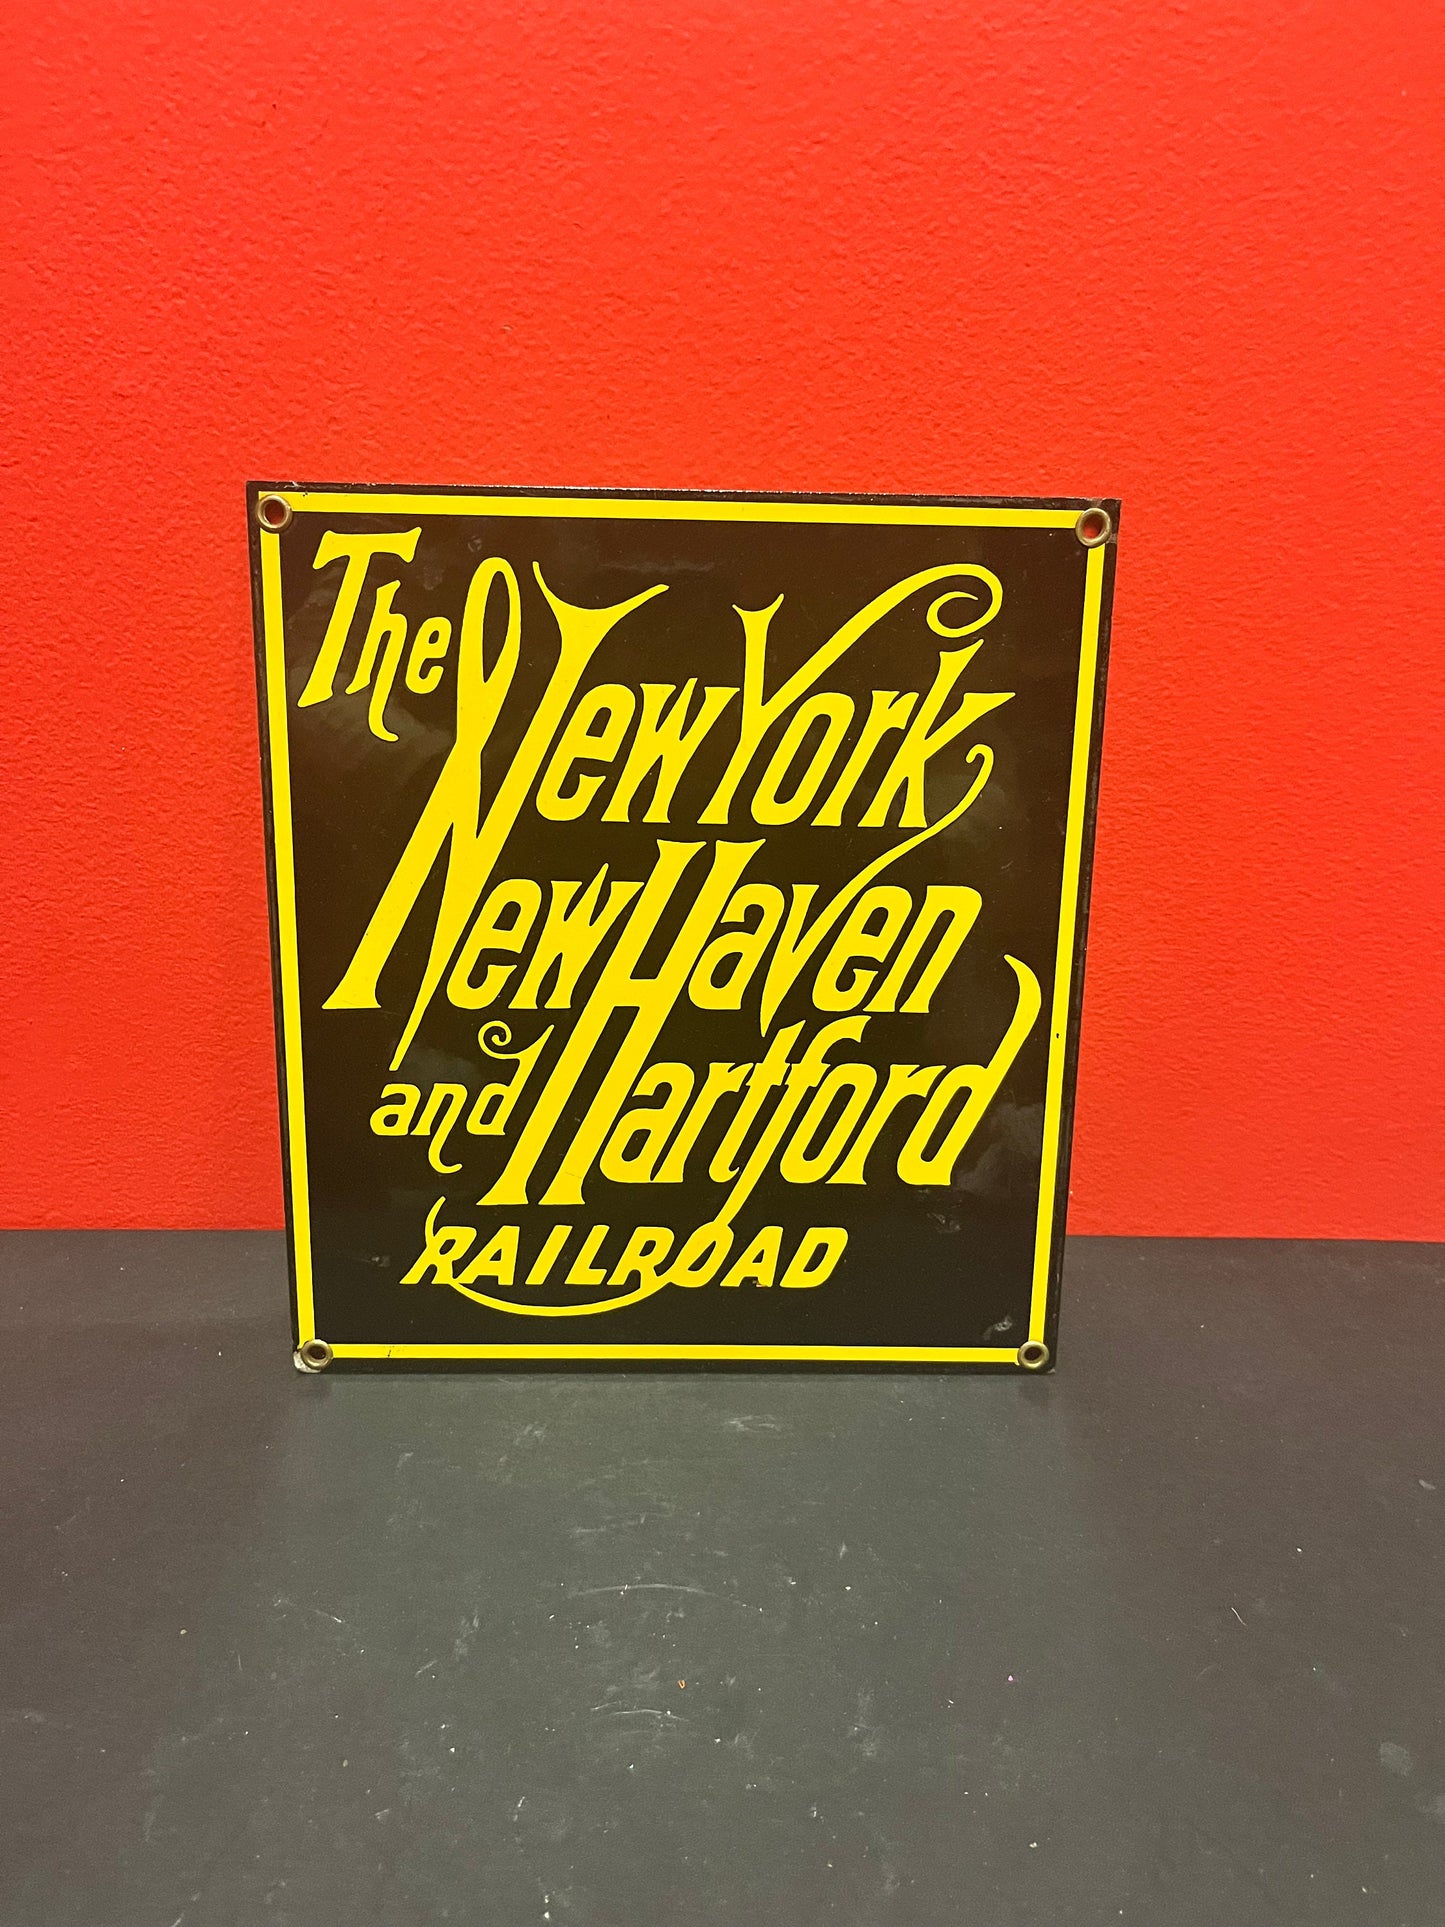 The New York
New Haven
and Hartford
RAILROAD